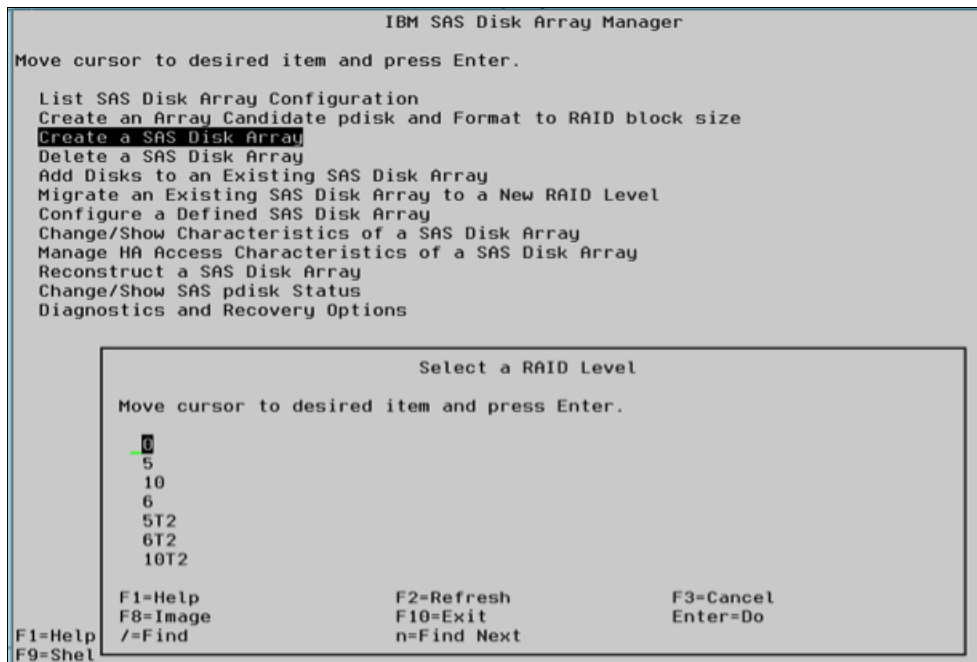 IBM SAS Disk Array Manager
Move cursor to desired item and press Enter.
List SAS Disk Array Configuration
Create an Array Candidate pdisk and Format to RAID block size
Create a SAS Disk Array
Delete a SAS Disk Array
Add Disks to an Existing SAS Disk Array
Migrate an Existing SAS Disk Array to a New RAID Level
Configure a Defined SAS Disk Array
Change/Show Characteristics of a SAS Disk Array
Manage HA Access Characteristics of a SAS Disk Array
Reconstruct a SAS Disk Array
Change/Show SAS pdisk Status
Diagnostics and Recovery Options
Select a RAID Level
Move cursor to desired item and press Enter.
0
5
10
6
5T2
6T2
10T2
F1=Help F2=Refresh F3=Cancel
F8=Image F10=Exit Enter=Do
F1=Help /=Find n=Find Next
F9=Shel